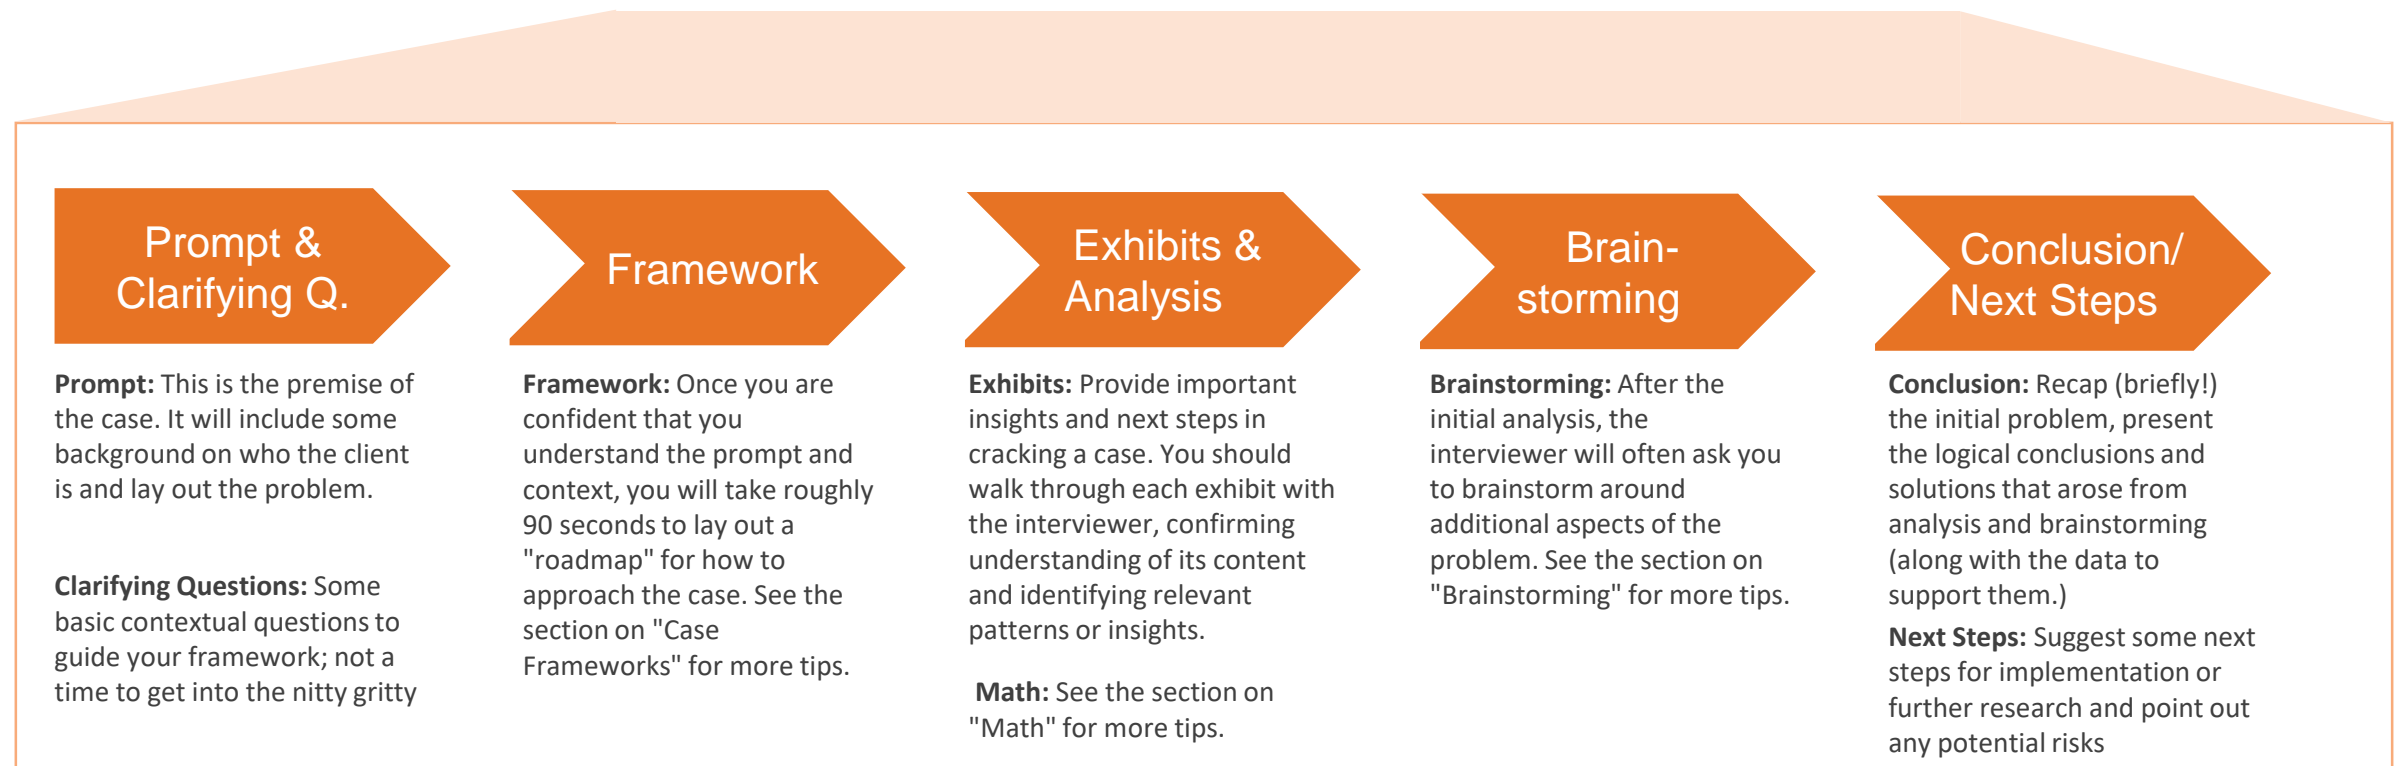 Prompt &
Clarifying Q.
Framework
Exhibits &
Analysis
Brain-
storming
Conclusion/
Next Steps
Prompt: This is the premise of
the case. It will include some
background on who the client
is and lay out the problem.
Clarifying Questions: Some
basic contextual questions to
guide your framework; not a
time to get into the nitty gritty
Framework: Once you are
confident that you
understand the prompt and
context, you will take roughly
90 seconds to lay out a
"roadmap" for how to
approach the case. See the
section on "Case
Frameworks" for more tips.
Exhibits: Provide important
insights and next steps in
cracking a case. You should
walk through each exhibit with
the interviewer, confirming
understanding of its content
and identifying relevant
patterns or insights.
Math: See the section on
"Math" for more tips.
Brainstorming: After the
initial analysis, the
interviewer will often ask you
to brainstorm around
additional aspects of the
problem. See the section on
"Brainstorming" for more tips.
Conclusion: Recap (briefly!)
the initial problem, present
the logical conclusions and
solutions that arose from
analysis and brainstorming
(along with the data to
support them.)
Next Steps: Suggest some next
steps for implementation or
further research and point out
any potential risks